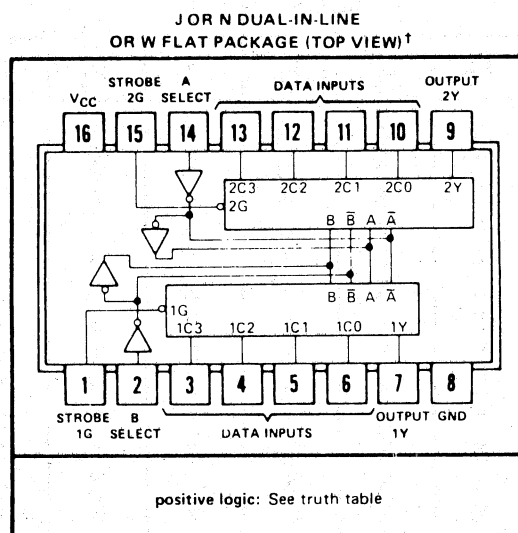 J OR N DUAL-IN-LINE
OR W FLAT PACKAGE (TOP VIEW)†
VCC STROBE 2G A SELECT DATA INPUTS OUTPUT 2Y
16 15 14 13 12 11 10 9
2C3 2C2 2C1 2C0 2Y
2G
B B̅ A A̅
B B̅ A A̅
1G
1C3 1C2 1C1 1C0 1Y
1 2 3 4 5 6 7 8
STROBE 1G B SELECT DATA INPUTS OUTPUT 1Y GND
positive logic: See truth table